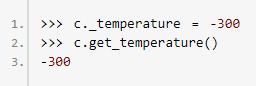 1. >>> c._temperature = -300
2. >>> c.get_temperature()
3. -300